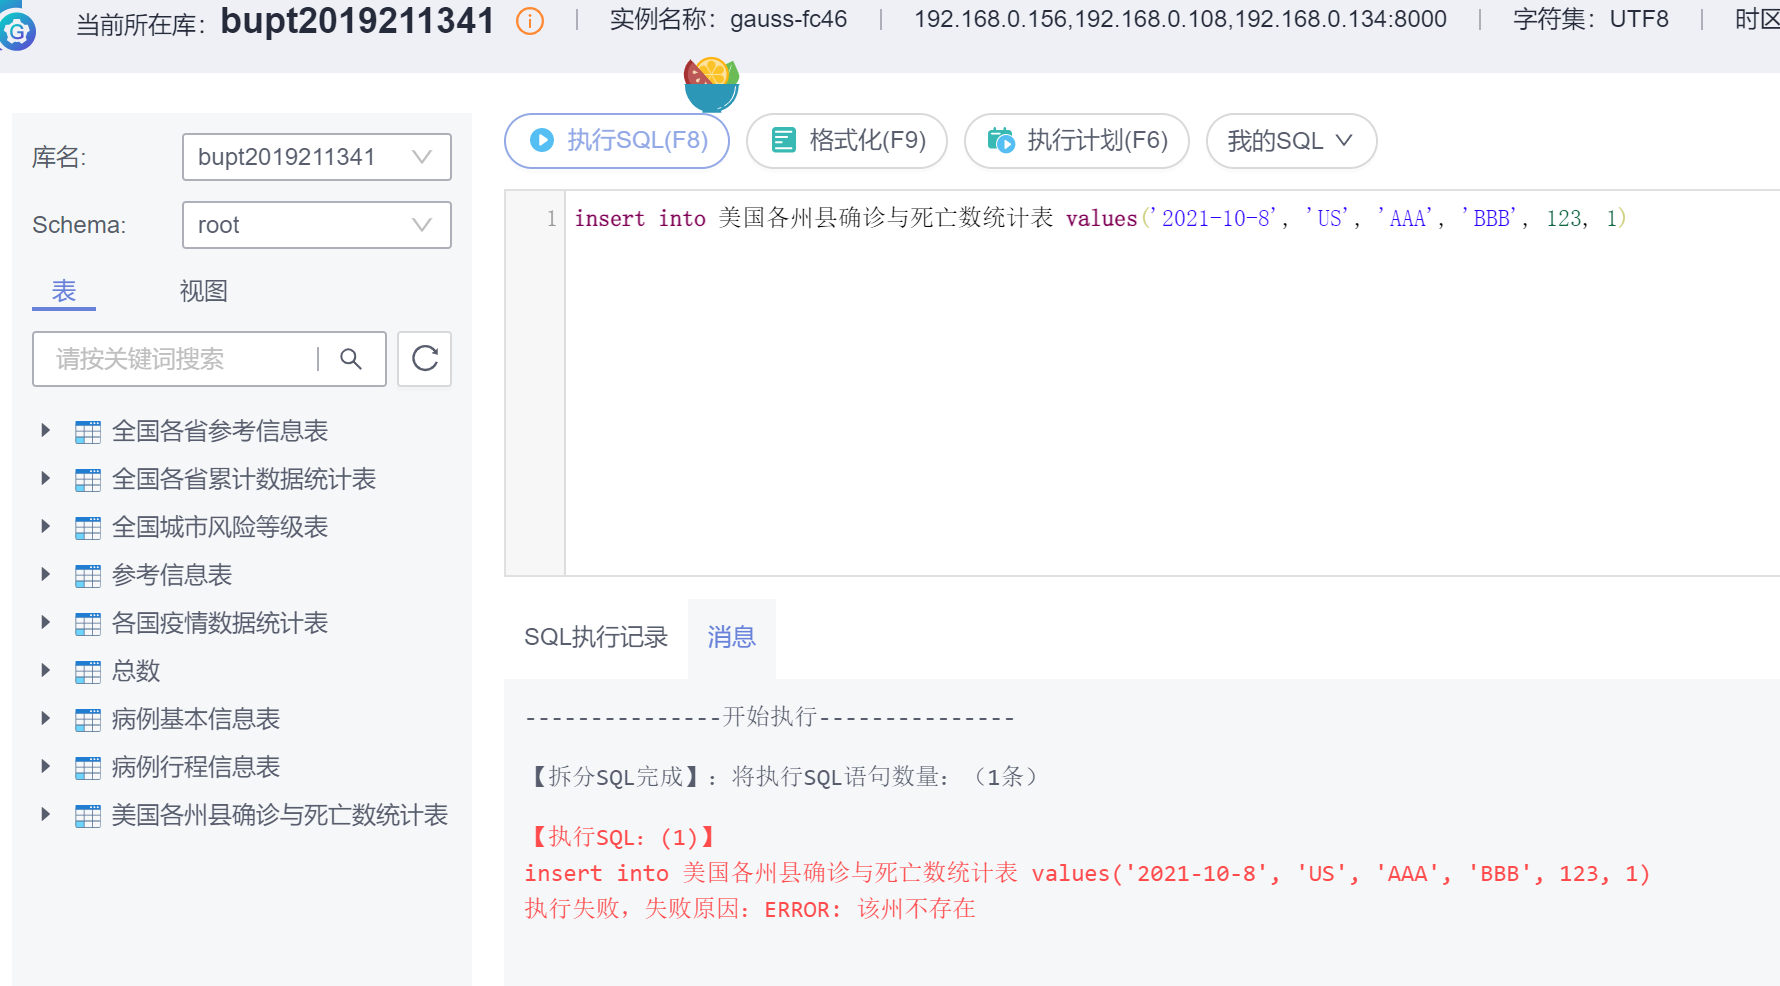 当前所在库： bupt2019211341 | 实例名称：gauss-fc46 | 192.168.0.156,192.168.0.108,192.168.0.134:8000 | 字符集：UTF8 | 时区
库名: bupt2019211341
Schema: root
表 视图
请按关键词搜索
全国各省参考信息表
全国各省累计数据统计表
全国城市风险等级表
参考信息表
各国疫情数据统计表
总数
病例基本信息表
病例行程信息表
美国各州县确诊与死亡数统计表
执行SQL(F8) 格式化(F9) 执行计划(F6) 我的SQL
1 insert into 美国各州县确诊与死亡数统计表 values('2021-10-8', 'US', 'AAA', 'BBB', 123, 1)
SQL执行记录 消息
---------------开始执行---------------
【拆分SQL完成】：将执行SQL语句数量：（1条）
【执行SQL：(1)】
insert into 美国各州县确诊与死亡数统计表 values('2021-10-8', 'US', 'AAA', 'BBB', 123, 1)
执行失败，失败原因：ERROR: 该州不存在